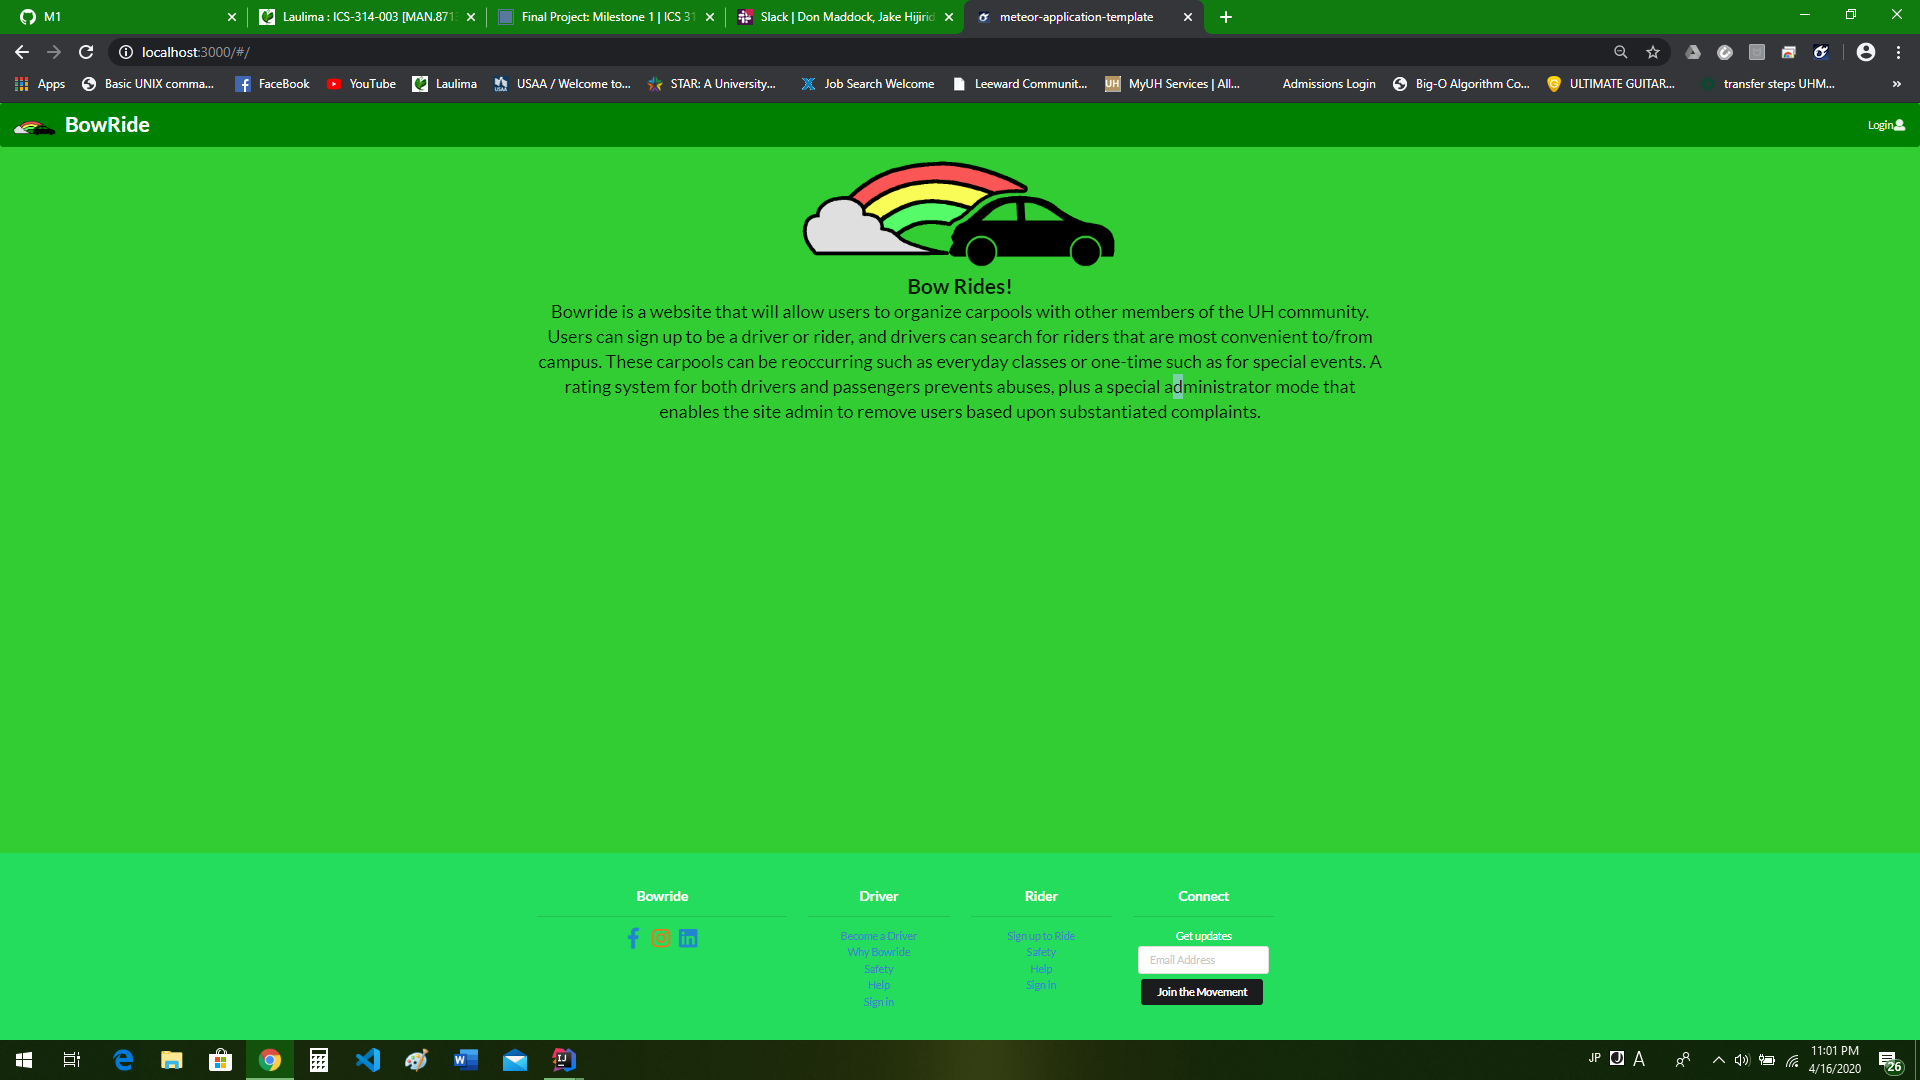 M1
Laulima : ICS-314-003 [MAN.871
Final Project: Milestone 1 | ICS 31
Slack | Don Maddock, Jake Hijirid
meteor-application-template
localhost:3000/#/
Apps
Basic UNIX comma...
FaceBook
YouTube
Laulima
USAA / Welcome to...
STAR: A University...
Job Search Welcome
Leeward Communit...
UH
MyUH Services | All...
Admissions Login
Big-O Algorithm Co...
ULTIMATE GUITAR...
transfer steps UHM...
BowRide
Login
Bow Rides!
Bowride is a website that will allow users to organize carpools with other members of the UH community.
Users can sign up to be a driver or rider, and drivers can search for riders that are most convenient to/from
campus. These carpools can be reoccurring such as everyday classes or one-time such as for special events. A
rating system for both drivers and passengers prevents abuses, plus a special administrator mode that
enables the site admin to remove users based upon substantiated complaints.
Bowride
Driver
Become a Driver
Why Bowride
Safety
Help
Sign in
Rider
Sign up to Ride
Safety
Help
Sign in
Connect
Get updates
Email Address
Join the Movement
JP
A
11:01 PM
4/16/2020
26